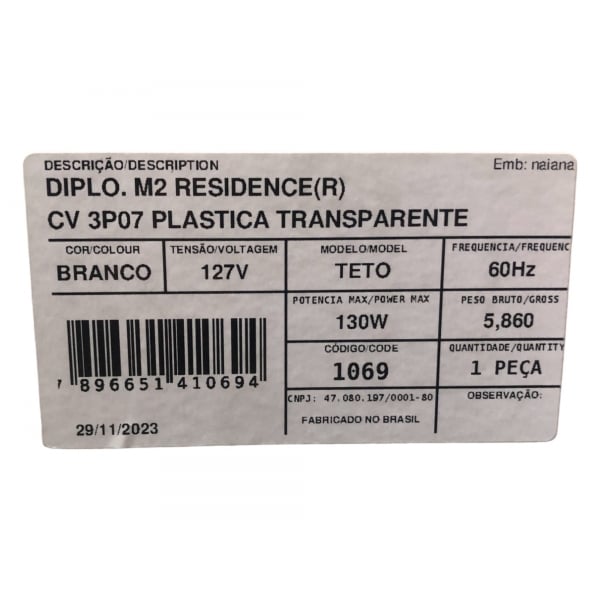 DESCRIÇÃO/DESCRIPTION
Emb: naiana
DIPLO. M2 RESIDENCE(R)
CV 3P07 PLASTICA TRANSPARENTE
COR/COLOUR
BRANCO
TENSÃO/VOLTAGEM
127V
MODELO/MODEL
TETO
FREQUENCIA/FREQUENC
60Hz
POTENCIA MAX/POWER MAX
130W
PESO BRUTO/GROSS
5,860
CÓDIGO/CODE
1069
QUANTIDADE/QUANTITY
1 PEÇA
7 896651 410694
CNPJ: 47.080.197/0001-80
OBSERVAÇÃO:
29/11/2023
FABRICADO NO BRASIL